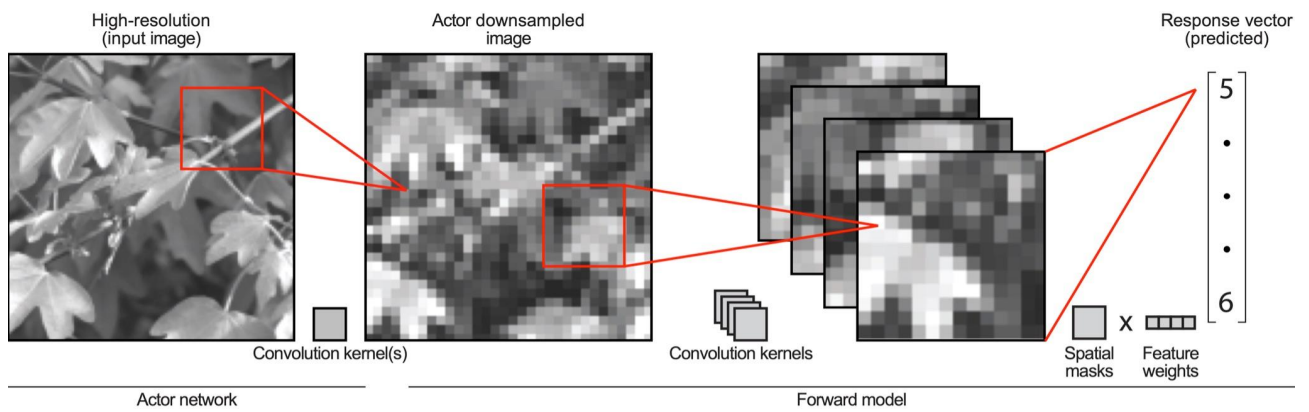 High-resolution
(input image)
Actor downsampled
image
Response vector
(predicted)
5
6
Convolution kernel(s)
Convolution kernels
X
Spatial
masks
Feature
weights
Actor network
Forward model